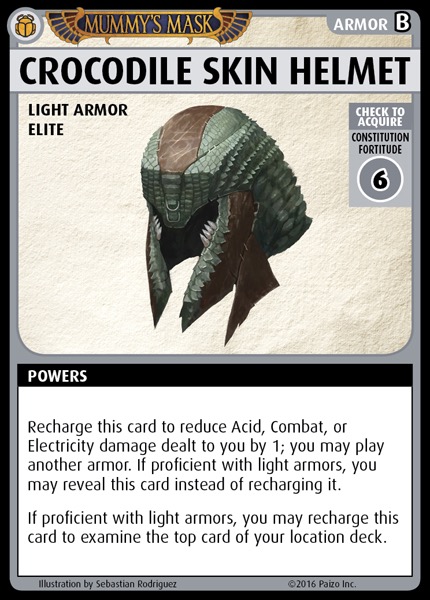 MUMMY'S MASK
ARMOR B
CROCODILE SKIN HELMET
LIGHT ARMOR
ELITE
CHECK TO
ACQUIRE
CONSTITUTION
FORTITUDE
6
POWERS
Recharge this card to reduce Acid, Combat, or
Electricity damage dealt to you by 1; you may play
another armor. If proficient with light armors, you
may reveal this card instead of recharging it.
If proficient with light armors, you may recharge this
card to examine the top card of your location deck.
Illustration by Sebastian Rodriguez
©2016 Paizo Inc.